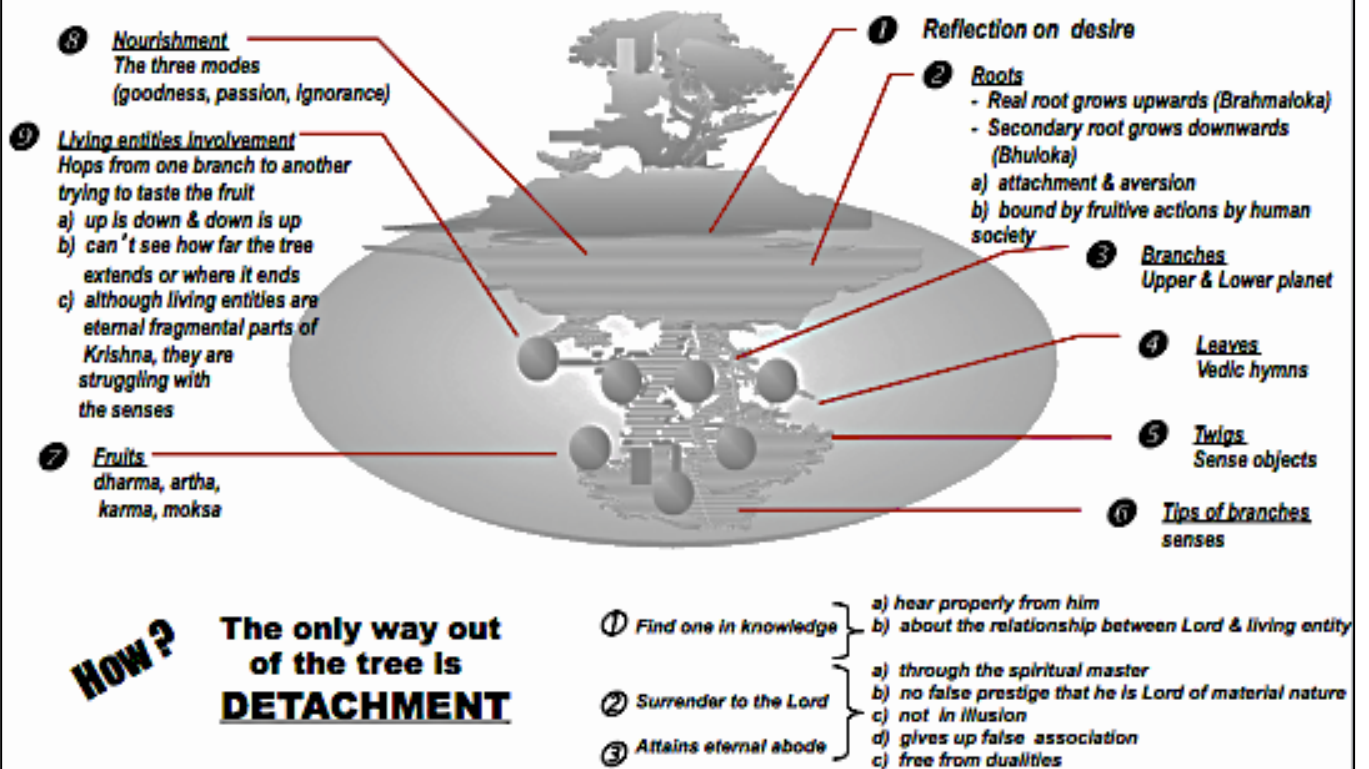 ❶ Reflection on desire
❷ Roots
- Real root grows upwards (Brahmaloka)
- Secondary root grows downwards
(Bhuloka)
a) attachment & aversion
b) bound by fruitive actions by human
society
❸ Branches
Upper & Lower planet
❹ Leaves
Vedic hymns
❺ Twigs
Sense objects
❻ Tips of branches
senses
❼ Fruits
dharma, artha,
karma, moksa
❽ Nourishment
The three modes
(goodness, passion, ignorance)
❾ Living entities involvement
Hops from one branch to another
trying to taste the fruit
a) up is down & down is up
b) can't see how far the tree
extends or where it ends
c) although living entities are
eternal fragmental parts of
Krishna, they are
struggling with
the senses
How?
The only way out
of the tree is
DETACHMENT
① Find one in knowledge
a) hear properly from him
b) about the relationship between Lord & living entity
② Surrender to the Lord
③ Attains eternal abode
a) through the spiritual master
b) no false prestige that he is Lord of material nature
c) not in illusion
d) gives up false association
c) free from dualities